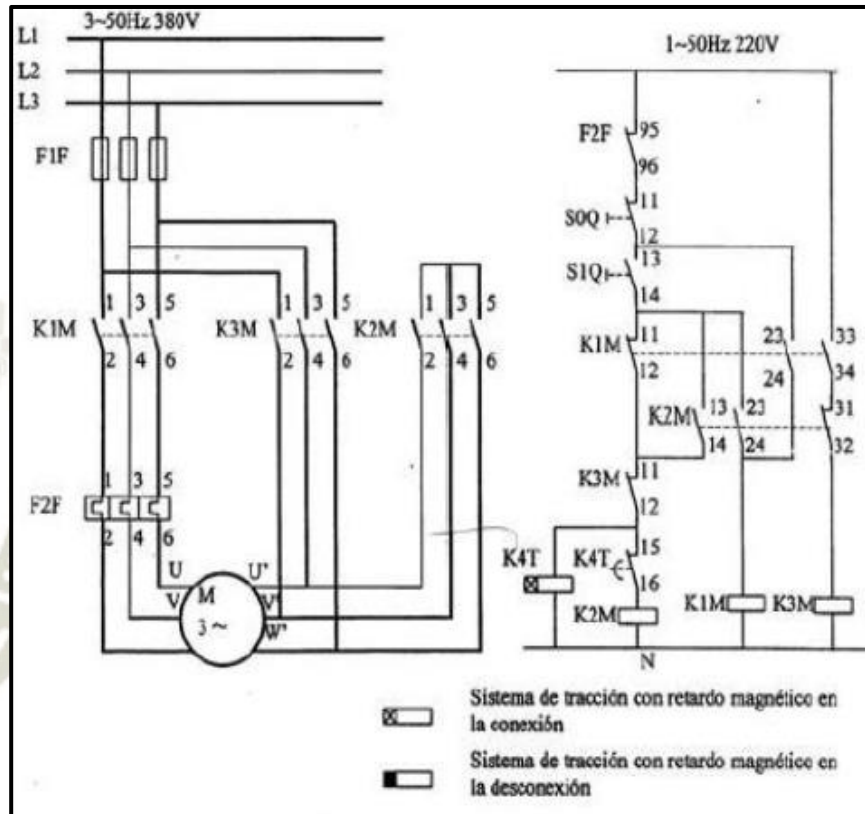 3~50Hz 380V
L1
L2
L3
F1F
1 3 5
K1M
2 4 6
1 3 5
K3M
2 4 6
1 3 5
K2M
2 4 6
1 3 5
F2F
2 4 6
U U'
V M V'
3~ W'
1~50Hz 220V
F2F 95
96
S0Q 11
12
S1Q 13
14
K1M 11
12
23
24
33
34
K2M 13
14
23
24
31
32
K3M 11
12
K4T
K4T 15
16
K2M
K1M
K3M
N
Sistema de tracción con retardo magnético en
la conexión
Sistema de tracción con retardo magnético en
la desconexión